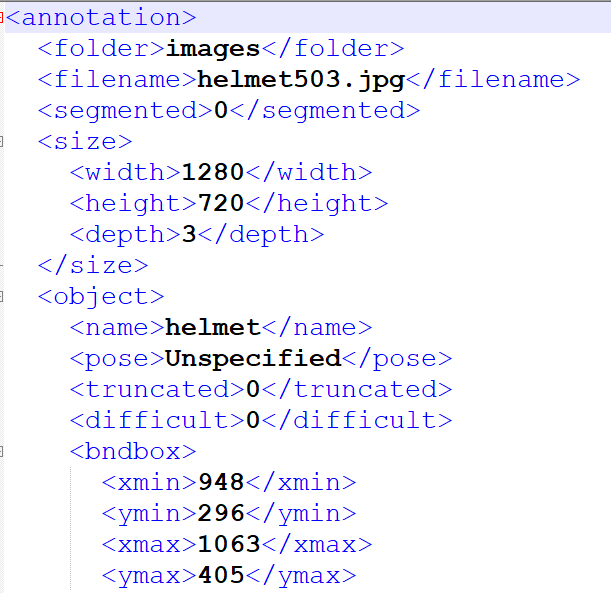 <annotation>
<folder>images</folder>
<filename>helmet503.jpg</filename>
<segmented>0</segmented>
<size>
<width>1280</width>
<height>720</height>
<depth>3</depth>
</size>
<object>
<name>helmet</name>
<pose>Unspecified</pose>
<truncated>0</truncated>
<difficult>0</difficult>
<bndbox>
<xmin>948</xmin>
<ymin>296</ymin>
<xmax>1063</xmax>
<ymax>405</ymax>